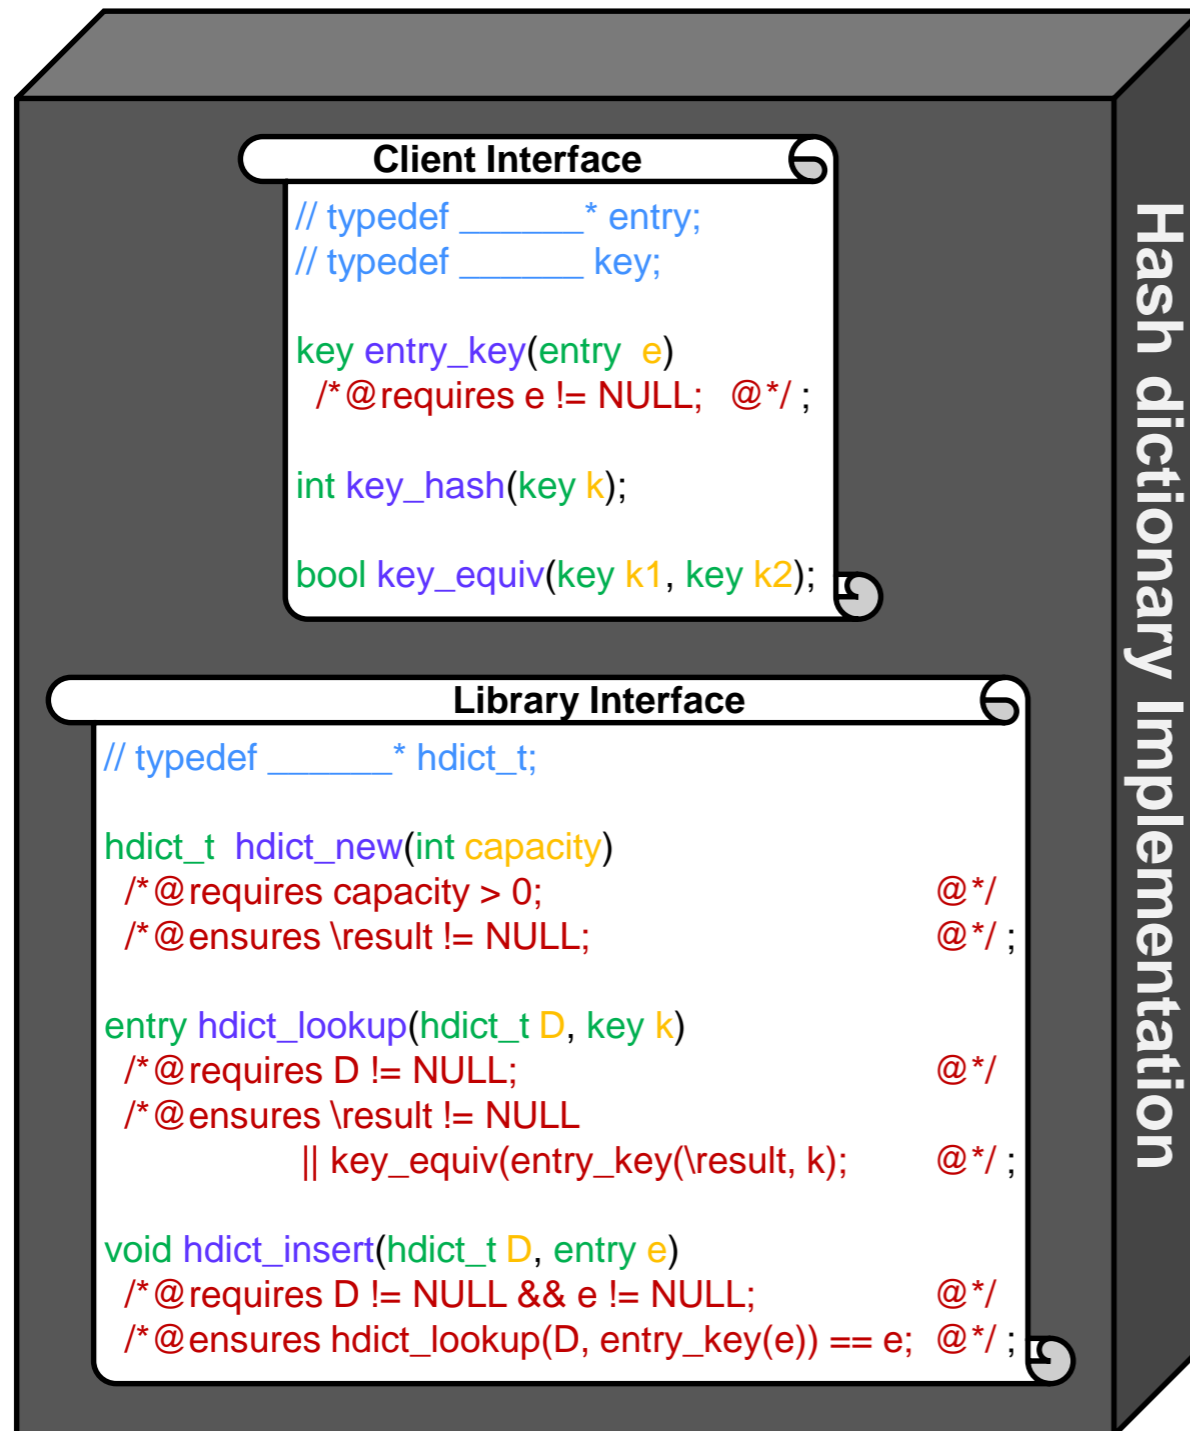 Client Interface
// typedef ______* entry;
// typedef ______ key;
key entry_key(entry e)
/*@requires e != NULL; @*/ ;
int key_hash(key k);
bool key_equiv(key k1, key k2);
Library Interface
// typedef ______* hdict_t;
hdict_t hdict_new(int capacity)
/*@requires capacity > 0; @*/
/*@ensures \result != NULL; @*/ ;
entry hdict_lookup(hdict_t D, key k)
/*@requires D != NULL; @*/
/*@ensures \result != NULL
|| key_equiv(entry_key(\result, k); @*/ ;
void hdict_insert(hdict_t D, entry e)
/*@requires D != NULL && e != NULL; @*/
/*@ensures hdict_lookup(D, entry_key(e)) == e; @*/ ;
Hash dictionary Implementation